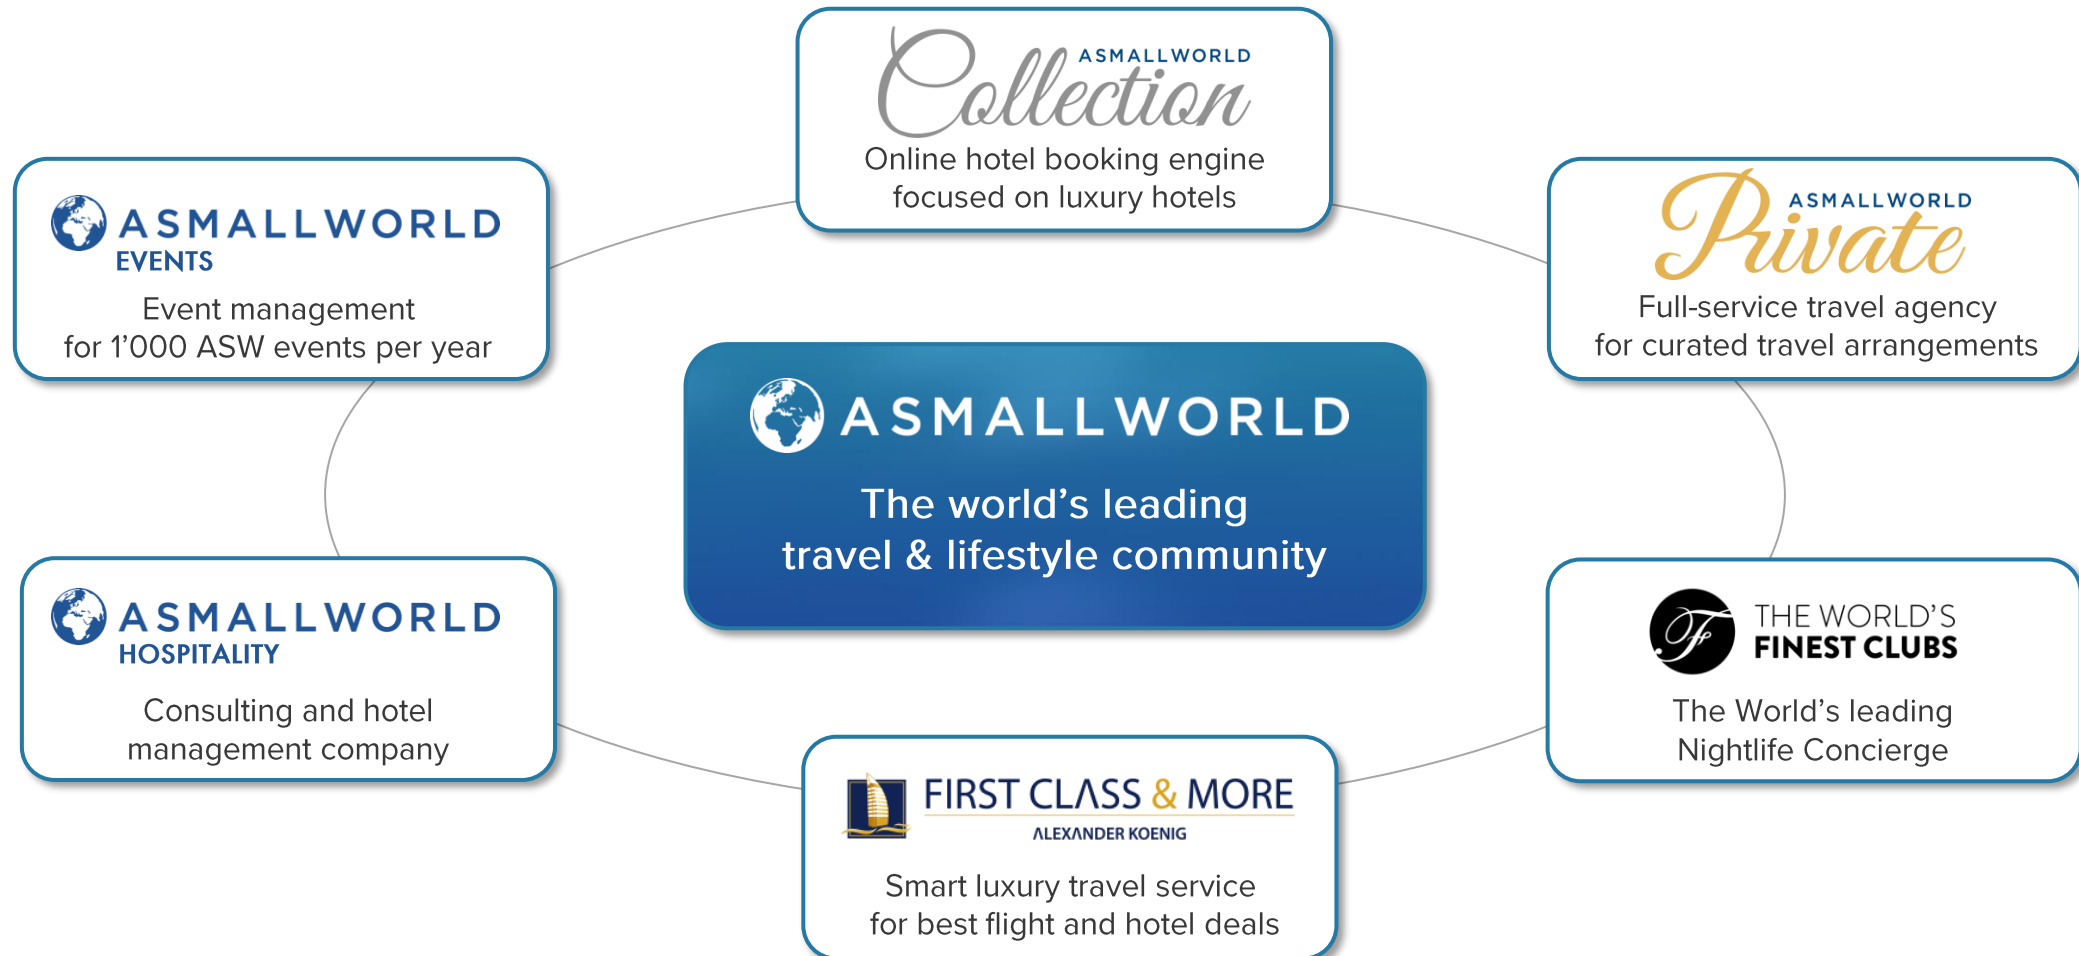 ASMALLWORLD
Collection
Online hotel booking engine
focused on luxury hotels
ASMALLWORLD
EVENTS
Event management
for 1’000 ASW events per year
ASMALLWORLD
Private
Full-service travel agency
for curated travel arrangements
ASMALLWORLD
The world’s leading
travel & lifestyle community
ASMALLWORLD
HOSPITALITY
Consulting and hotel
management company
F
THE WORLD’S
FINEST CLUBS
The World’s leading
Nightlife Concierge
FIRST CLASS & MORE
ALEXANDER KOENIG
Smart luxury travel service
for best flight and hotel deals